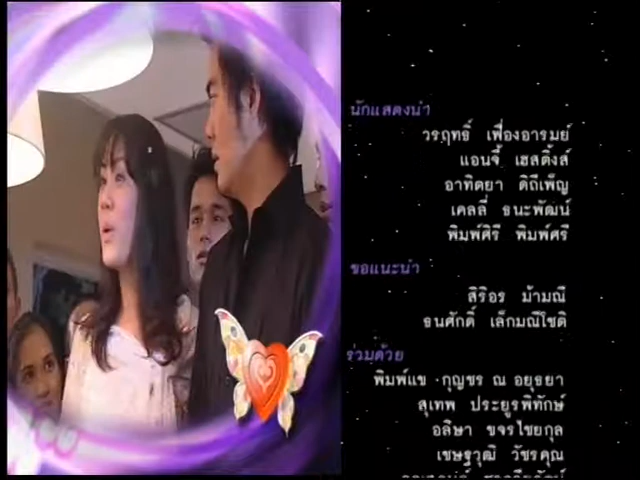 นักแสดงนำ
วรฤทธิ์ เฟื่องอารมย์
แอนจี้ เฮสติ้งส์
อาทิตยา ดิถีเพ็ญ
เคลลี่ ธนะพัฒน์
พิมพ์ศิริ พิมพ์ศรี
ขอแนะนำ
สิริอร ม้ามณี
ธนศักดิ์ เล็กมณีโชติ
ร่วมด้วย
พิมพ์แข กุญชร ณ อยุธยา
สุเทพ ประยูรพิทักษ์
อลิษา ขจรไชยกุล
เชษฐวุฒิ วัชรคุณ